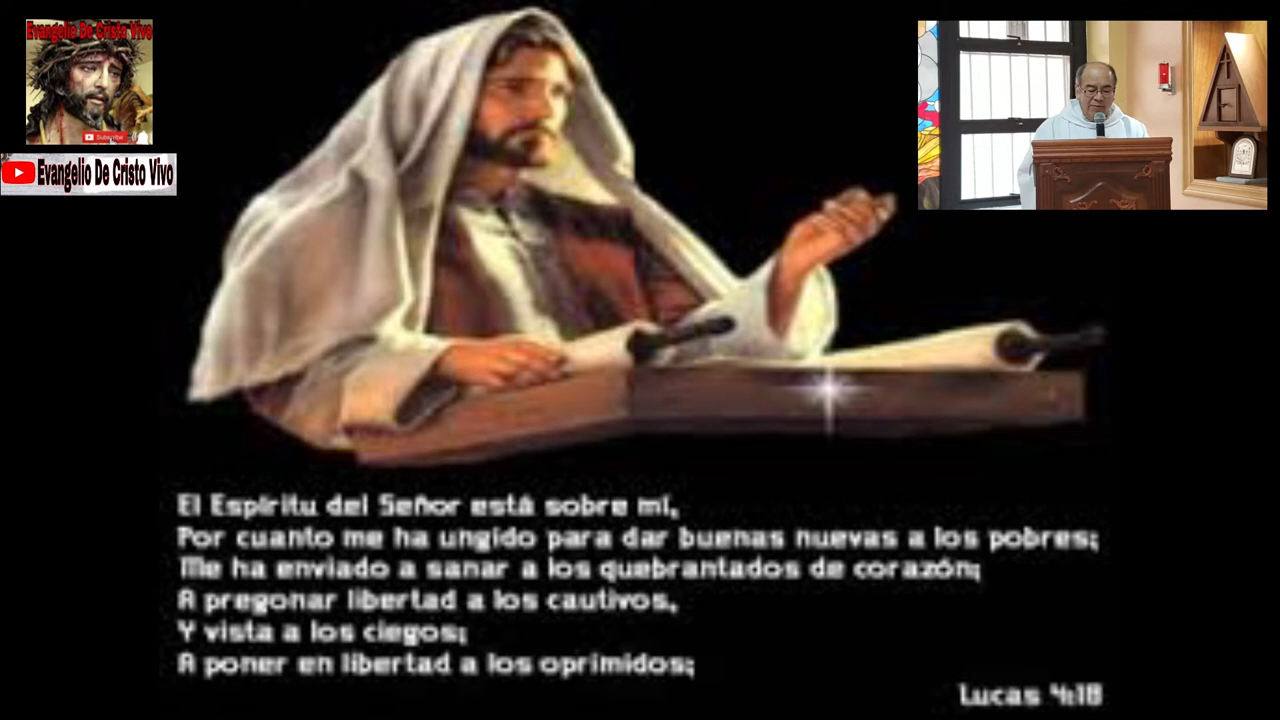 Evangelio De Cristo Vivo
Subscribe
Evangelio De Cristo Vivo
El Espíritu del Señor está sobre mí,
Por cuanto me ha ungido para dar buenas nuevas a los pobres;
Me ha enviado a sanar a los quebrantados de corazón;
A pregonar libertad a los cautivos,
Y vista a los ciegos;
A poner en libertad a los oprimidos;
Lucas 4:18